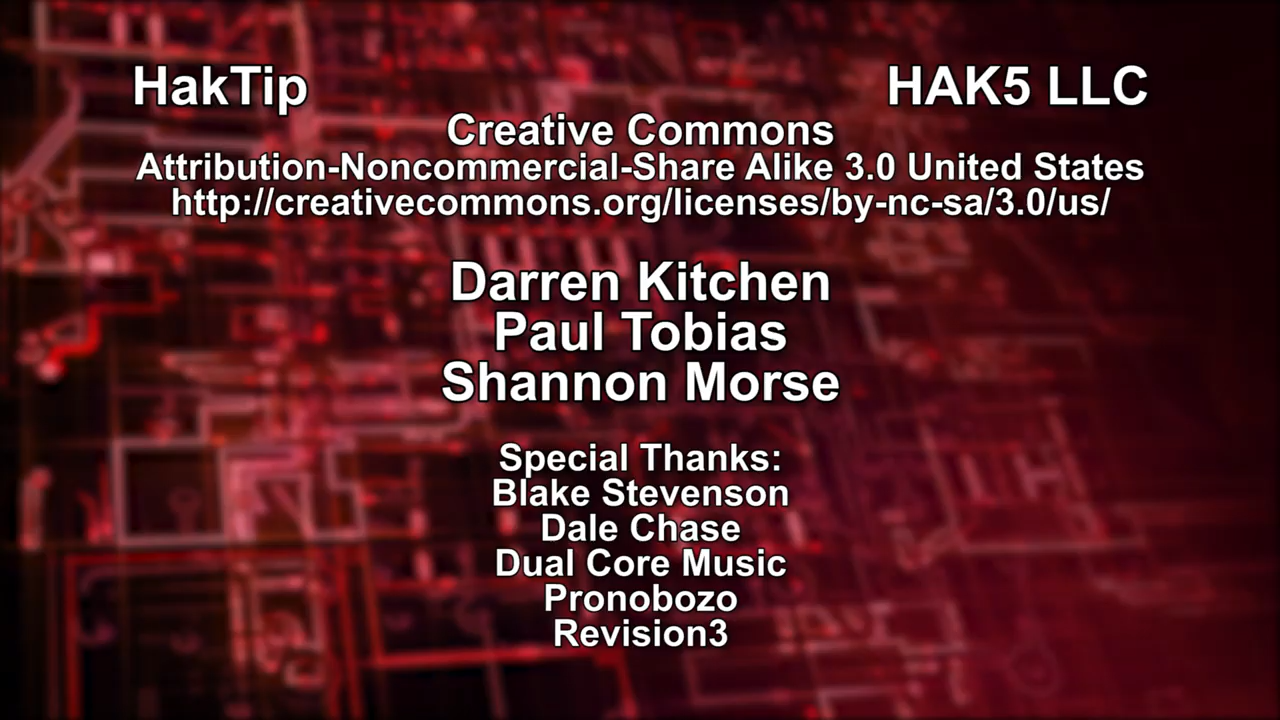 HakTip HAK5 LLC
Creative Commons
Attribution-Noncommercial-Share Alike 3.0 United States
http://creativecommons.org/licenses/by-nc-sa/3.0/us/
Darren Kitchen
Paul Tobias
Shannon Morse
Special Thanks:
Blake Stevenson
Dale Chase
Dual Core Music
Pronobozo
Revision3